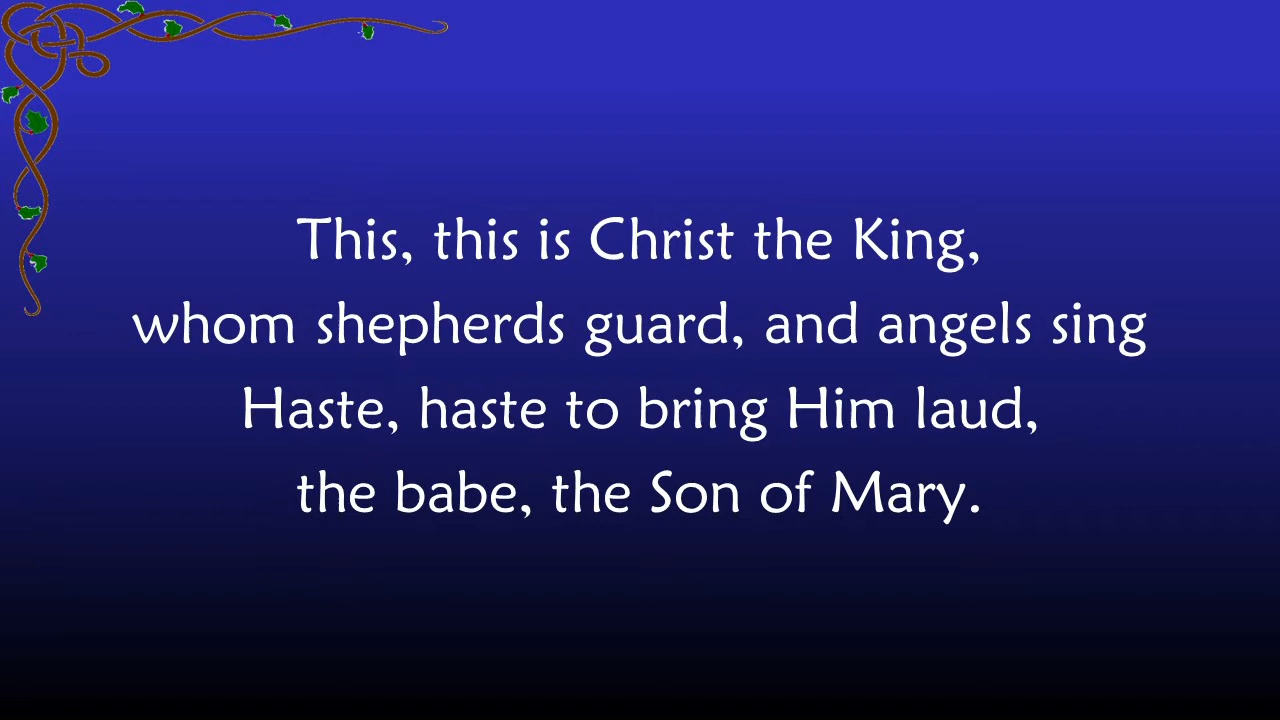 This, this is Christ the King,
whom shepherds guard, and angels sing
Haste, haste to bring Him laud,
the babe, the Son of Mary.